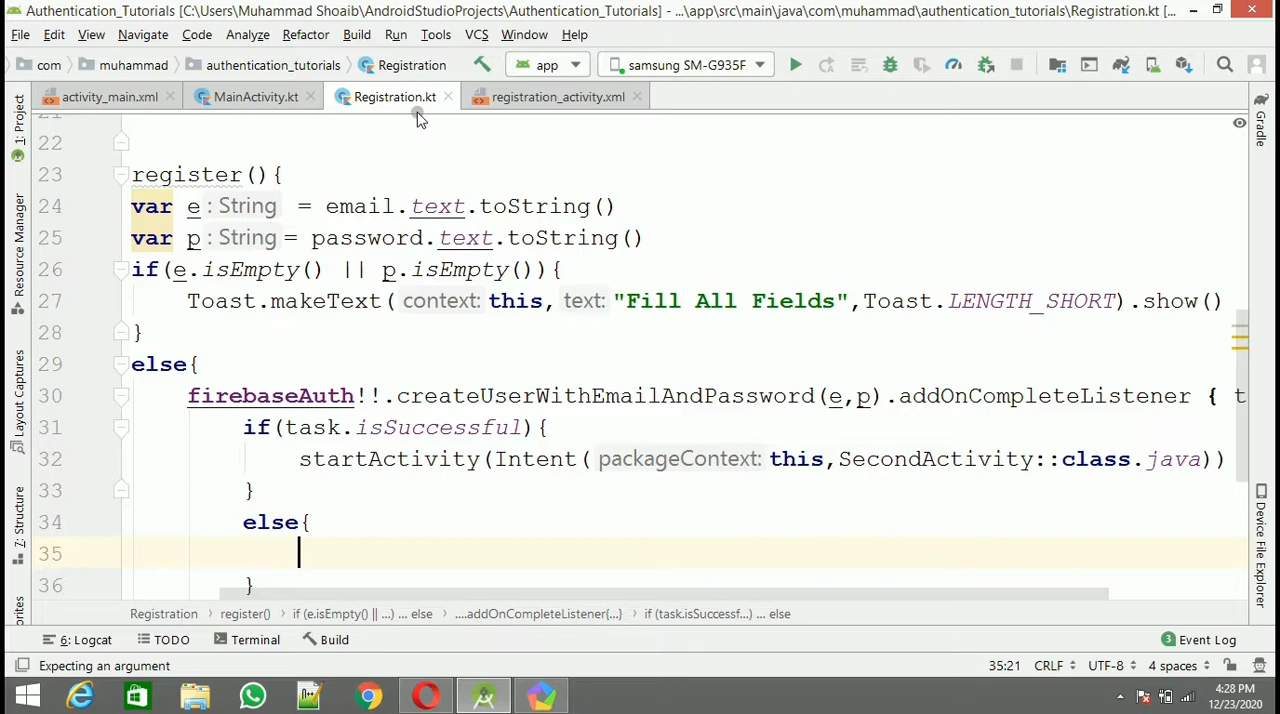 Authentication_Tutorials [C:\Users\Muhammad Shoaib\AndroidStudioProjects\Authentication_Tutorials] - ...\app\src\main\java\com\muhammad\authentication_tutorials\Registration.kt [
File Edit View Navigate Code Analyze Refactor Build Run Tools VCS Window Help
com muhammad authentication_tutorials Registration app samsung SM-G935F
activity_main.xml MainActivity.kt Registration.kt registration_activity.xml
1: Project
Resource Manager
Layout Captures
7: Structure
Gradle
Device File Explorer
22
23 register(){
24 var e : String = email.text.toString()
25 var p : String = password.text.toString()
26 if(e.isEmpty() || p.isEmpty()){
27 Toast.makeText( context: this, text: "Fill All Fields",Toast.LENGTH_SHORT).show()
28 }
29 else{
30 firebaseAuth!!.createUserWithEmailAndPassword(e,p).addOnCompleteListener { t
31 if(task.isSuccessful){
32 startActivity(Intent( packageContext: this,SecondActivity::class.java))
33 }
34 else{
35
36 }
Registration register() if (e.isEmpty() || ...) ... else ....addOnCompleteListener{...} if (task.isSuccessf...) ... else
6: Logcat TODO Terminal Build 3 Event Log
Expecting an argument 35:21 CRLF UTF-8 4 spaces
4:28 PM
12/23/2020